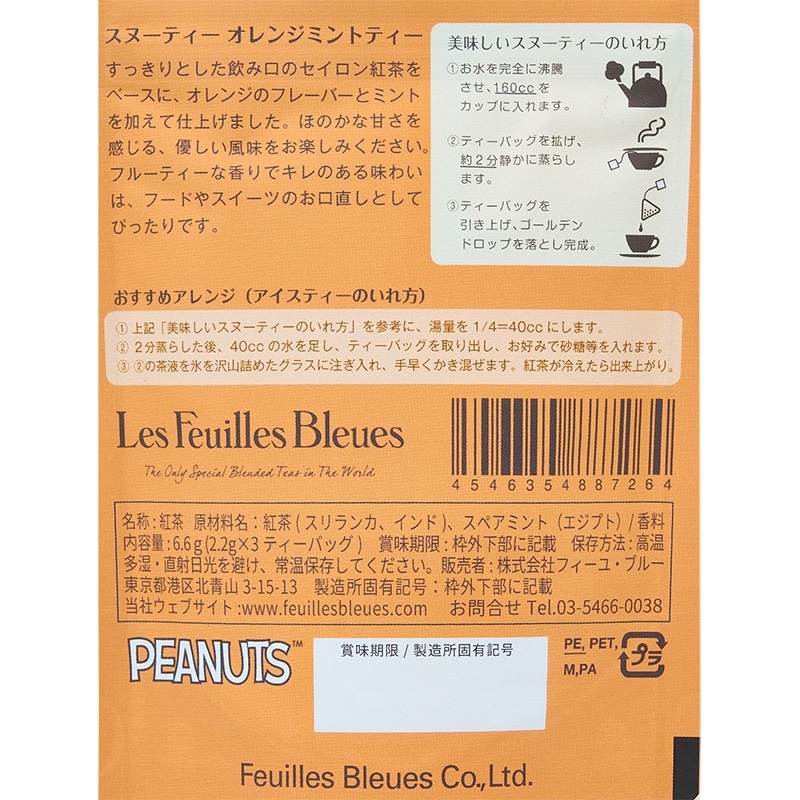 スヌーティー オレンジミントティー
すっきりとした飲み口のセイロン紅茶を
ベースに、オレンジのフレーバーとミント
を加えて仕上げました。ほのかな甘さを
感じる、優しい風味をお楽しみください。
フルーティーな香りでキレのある味わい
は、フードやスイーツのお口直しとして
ぴったりです。
美味しいスヌーティーのいれ方
①お水を完全に沸騰
させ、160ccを
カップに入れます。
②ティーバッグを拡げ、
約2分静かに蒸らし
ます。
③ティーバッグを
引き上げ、ゴールデン
ドロップを落とし完成。
おすすめアレンジ（アイスティーのいれ方）
① 上記「美味しいスヌーティーのいれ方」を参考に、湯量を1/4=40ccにします。
② 2分蒸らした後、40ccの水を足し、ティーバッグを取り出し、お好みで砂糖等を入れます。
③ ②の茶液を氷を沢山詰めたグラスに注ぎ入れ、手早くかき混ぜます。紅茶が冷えたら出来上がり。
Les Feuilles Bleues
The Only Special Blended Teas in The World
4546354887264
名称:紅茶 原材料名:紅茶(スリランカ、インド)、スペアミント(エジプト)/香料
内容量:6.6g(2.2g×3ティーバッグ) 賞味期限:枠外下部に記載 保存方法:高温
多湿・直射日光を避け、常温保存してください。販売者:株式会社フィーユ・ブルー
東京都港区北青山3-15-13 製造所固有記号:枠外下部に記載
当社ウェブサイト:www.feuillesbleues.com お問合せ Tel.03-5466-0038
PEANUTS™
賞味期限/製造所固有記号
PE, PET,
M,PA
プラ
Feuilles Bleues Co.,Ltd.